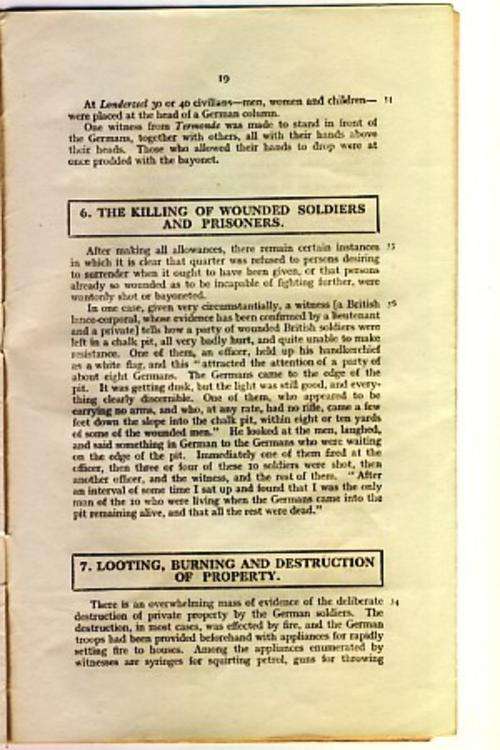 19
At Londerzeel 30 or 40 civilians—men, women and children—
were placed at the head of a German column.
One witness from Termonde was made to stand in front of
the Germans, together with others, all with their hands above
their heads. Those who allowed their hands to drop were at
once prodded with the bayonet.
6. THE KILLING OF WOUNDED SOLDIERS
AND PRISONERS.
After making all allowances, there remain certain instances 35
in which it is clear that quarter was refused to persons desiring
to surrender when it ought to have been given, or that persons
already so wounded as to be incapable of fighting further, were
wantonly shot or bayoneted.
In one case, given very circumstantially, a witness [a British 36
lance-corporal, whose evidence has been confirmed by a lieutenant
and a private] tells how a party of wounded British soldiers were
left in a chalk pit, all very badly hurt, and quite unable to make
resistance. One of them, an officer, held up his handkerchief
as a white flag, and this "attracted the attention of a party of
about eight Germans. The Germans came to the edge of the
pit. It was getting dusk, but the light was still good, and every-
thing clearly discernable. One of them, who appeared to be
carrying no arms, and who, at any rate, had no rifle, came a few
feet down the slope into the chalk pit, within eight or ten yards
of some of the wounded men." He looked at the men, laughed,
and said something in German to the Germans who were waiting
on the edge of the pit. Immediately one of them fired at the
officer, then three or four of these 10 soldiers were shot, then
another officer, and the witness, and the rest of them. "After
an interval of some time I sat up and found that I was the only
man of the 10 who were living when the Germans came into the
pit remaining alive, and that all the rest were dead."
7. LOOTING, BURNING AND DESTRUCTION
OF PROPERTY.
There is an overwhelming mass of evidence of the deliberate 34
destruction of private property by the German soldiers. The
destruction, in most cases, was effected by fire, and the German
troops had been provided beforehand with appliances for rapidly
setting fire to houses. Among the appliances enumerated by
witnesses are syringes for squirting petrol, guns for throwing